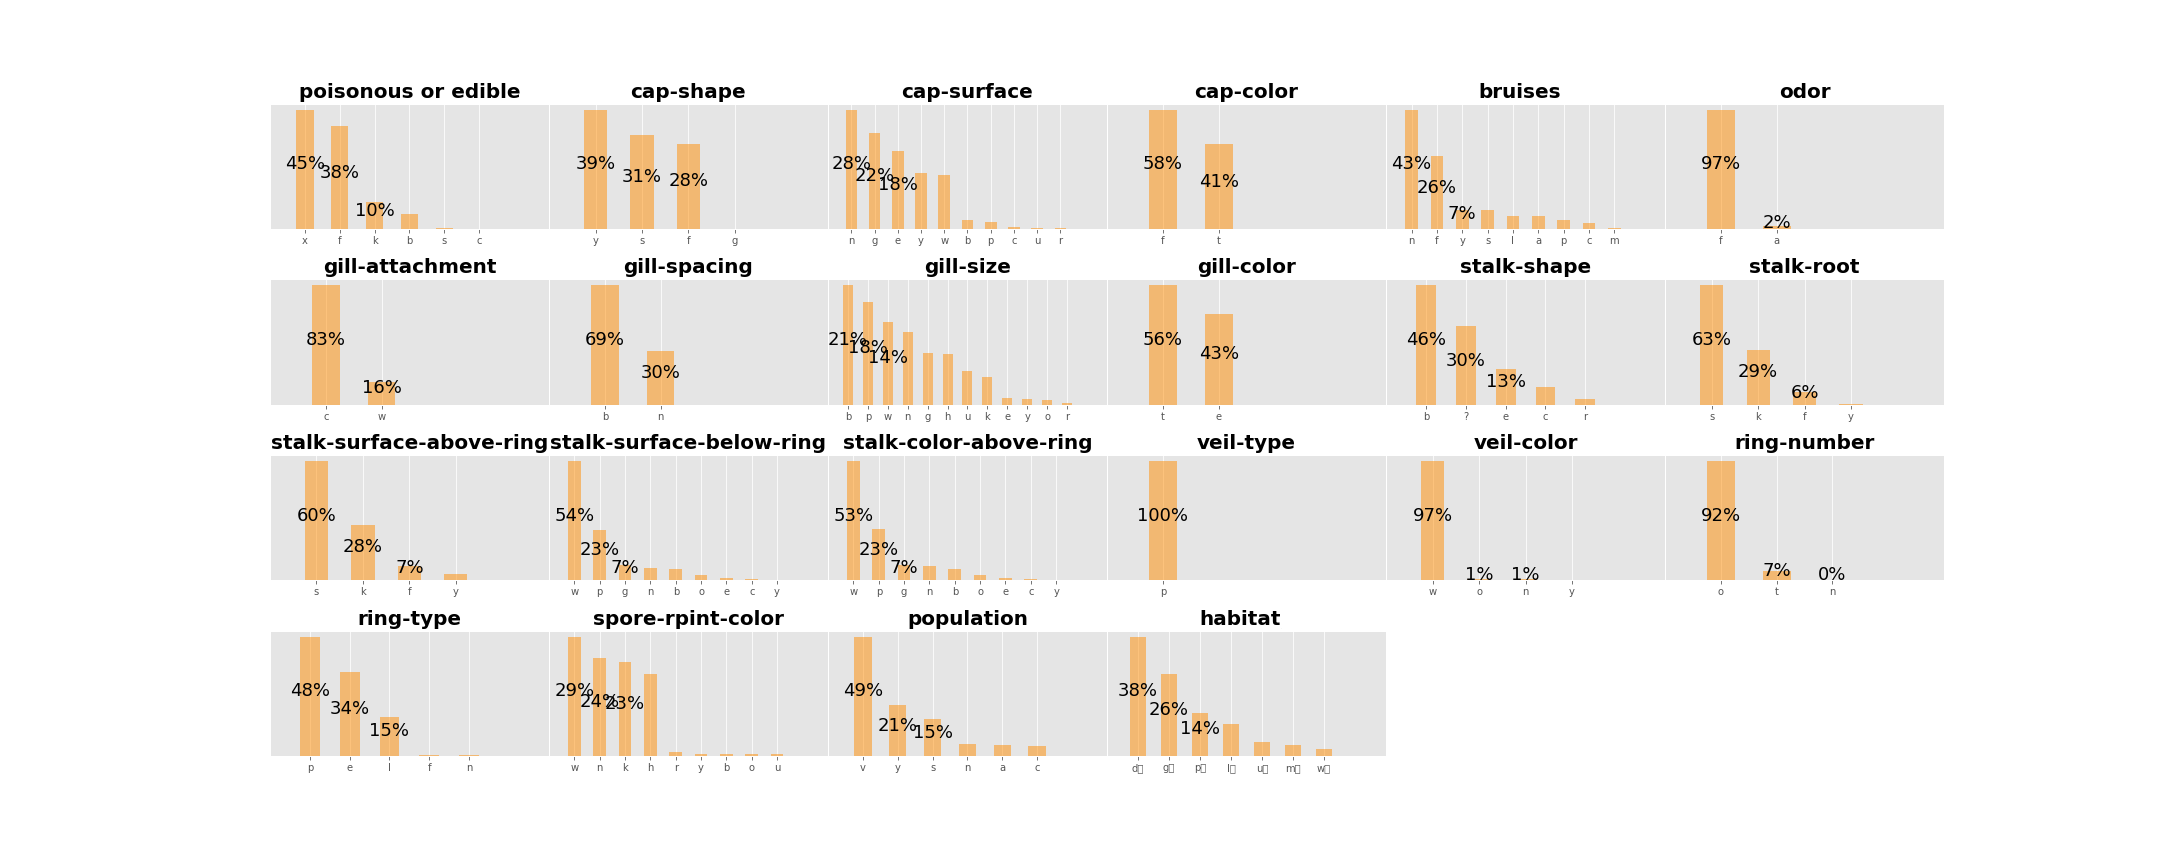 poisonous or edible cap-shape cap-surface cap-color bruises odor
45% 38% 10% 39% 31% 28% 28% 22% 18% 58% 41% 43% 26% 7% 97% 2%
x f k b s c y s f g n g e y w b p c u r f t n f y s l a p c m f a
gill-attachment gill-spacing gill-size gill-color stalk-shape stalk-root
83% 16% 69% 30% 21% 18% 14% 56% 43% 46% 30% 13% 63% 29% 6%
c w b n b p w n g h u k e y o r t e b ? e c r s k f y
stalk-surface-above-ring stalk-surface-below-ring stalk-color-above-ring veil-type veil-color ring-number
60% 28% 7% 54% 23% 7% 53% 23% 7% 100% 97% 1% 1% 92% 7% 0%
s k f y w p g n b o e c y w p g n b o e c y p w o n y o t n
ring-type spore-rpint-color population habitat
48% 34% 15% 29% 24% 23% 49% 21% 15% 38% 26% 14%
p e l f n w n k h r y b o u v y s n a c d g p l u m w